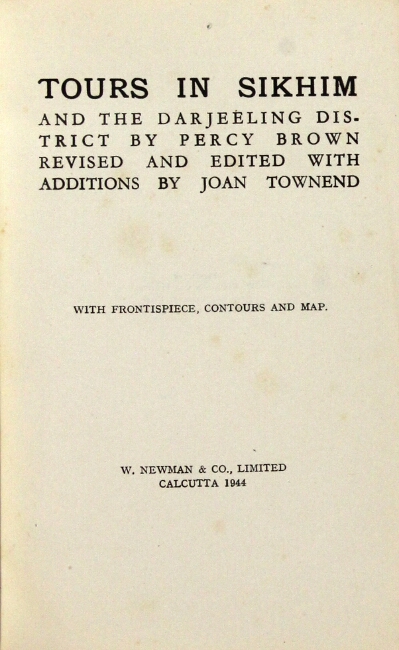 TOURS IN SIKHIM
AND THE DARJEELING DIS-
TRICT BY PERCY BROWN
REVISED AND EDITED WITH
ADDITIONS BY JOAN TOWNEND
WITH FRONTISPIECE, CONTOURS AND MAP.
W. NEWMAN & CO., LIMITED
CALCUTTA 1944